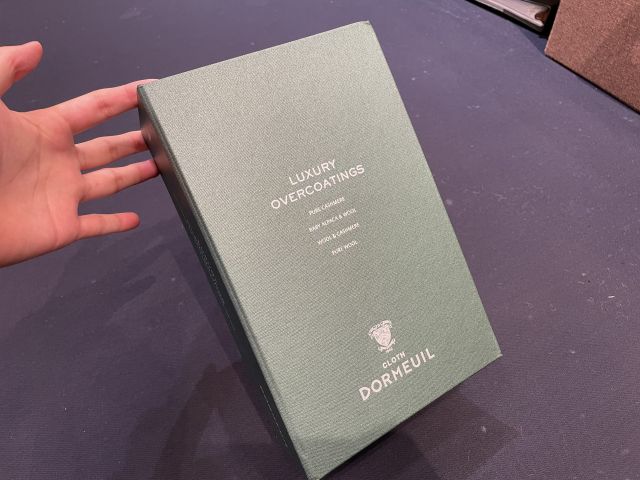 LUXURY
OVERCOATINGS
PURE CASHMERE
BABY ALPACA & WOOL
WOOL & CASHMERE
PURE WOOL
CLOTH
DORMEUIL